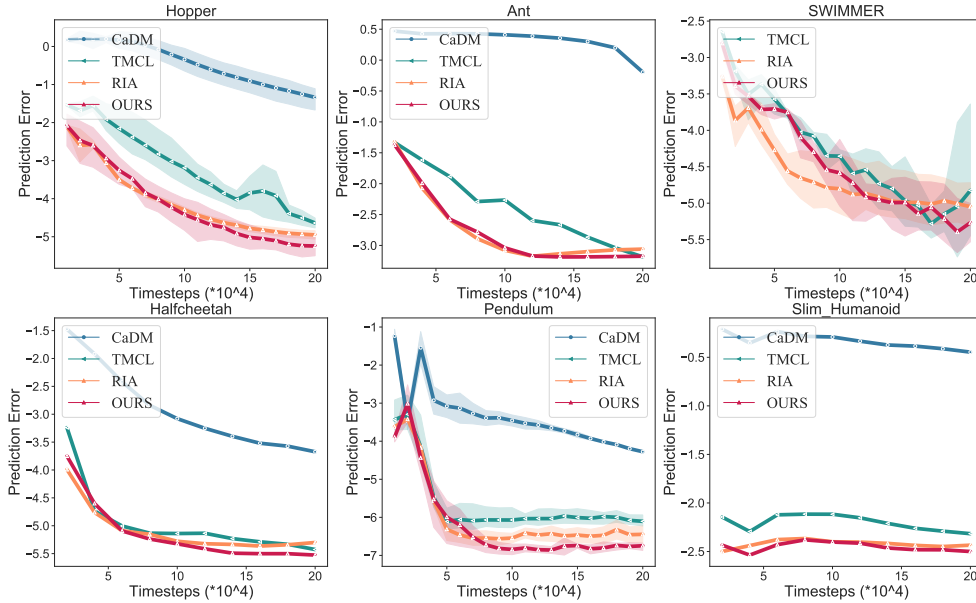 Hopper
Prediction Error
0
−1
−2
−3
−4
−5
CaDM
TMCL
RIA
OURS
5
10
15
20
Timesteps (*10^4)
Ant
Prediction Error
0.5
0.0
−0.5
−1.0
−1.5
−2.0
−2.5
−3.0
CaDM
TMCL
RIA
OURS
5
10
15
20
Timesteps (*10^4)
SWIMMER
Prediction Error
−2.5
−3.0
−3.5
−4.0
−4.5
−5.0
−5.5
TMCL
RIA
OURS
5
10
15
20
Timesteps (*10^4)
Halfcheetah
Prediction Error
−1.5
−2.0
−2.5
−3.0
−3.5
−4.0
−4.5
−5.0
−5.5
CaDM
TMCL
RIA
OURS
5
10
15
20
Timesteps (*10^4)
Pendulum
Prediction Error
−1
−2
−3
−4
−5
−6
−7
CaDM
TMCL
RIA
OURS
5
10
15
20
Timesteps (*10^4)
Slim_Humanoid
Prediction Error
−0.5
−1.0
−1.5
−2.0
−2.5
CaDM
TMCL
RIA
OURS
5
10
15
20
Timesteps (*10^4)